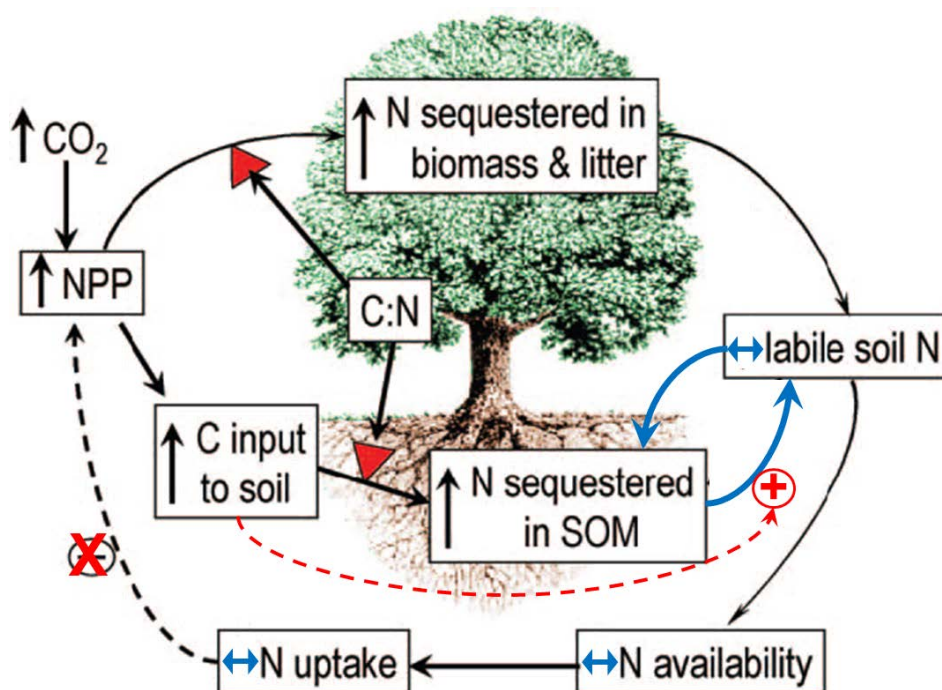 ↑ CO₂
↑ NPP
↑ N sequestered in
biomass & litter
C:N
↔ labile soil N
↑ C input
to soil
↑ N sequestered
in SOM
+
X
−
↔ N uptake
↔ N availability